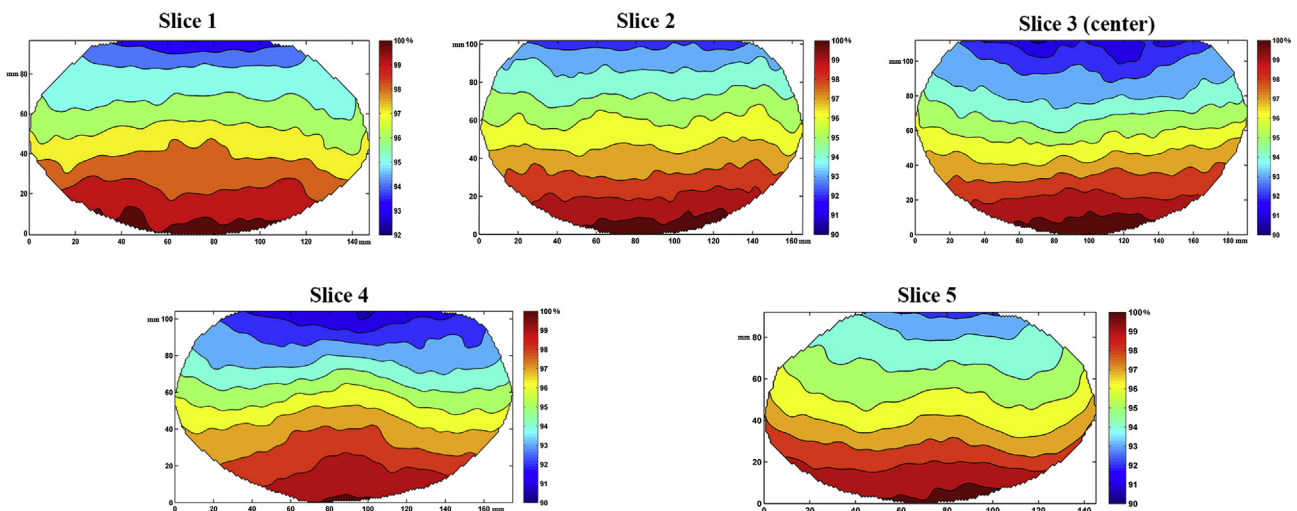 Slice 1
Slice 2
Slice 3 (center)
mm 80 60 40 20 0
0 20 40 60 80 100 120 140 mm
100 % 99 98 97 96 95 94 93 92
mm 100 80 60 40 20 0
0 20 40 60 80 100 120 140 160 mm
100 % 99 98 97 96 95 94 93 92 91 90
mm 100 80 60 40 20 0
0 20 40 60 80 100 120 140 160 180 mm
100 % 99 98 97 96 95 94 93 92 91 90
Slice 4
Slice 5
mm 100 80 60 40 20 0
0 20 40 60 80 100 120 140 160 mm
100 % 99 98 97 96 95 94 93 92 91 90
mm 80 60 40 20 0
0 20 40 60 80 100 120 140 mm
100 % 99 98 97 96 95 94 93 92 91 90